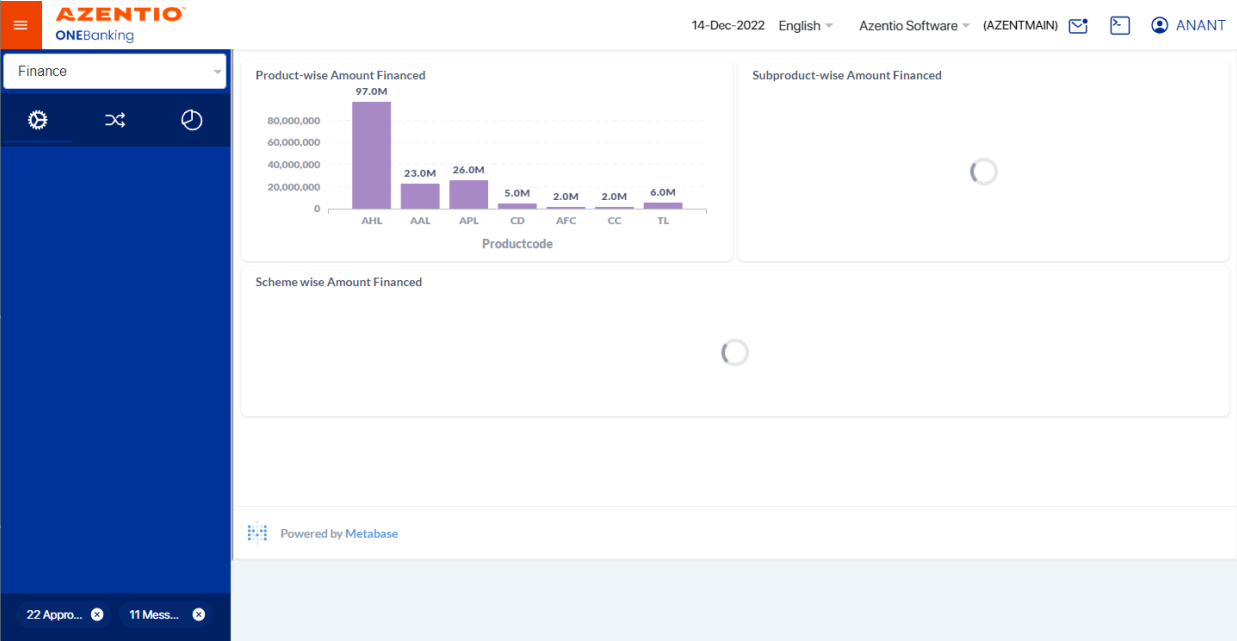 AZENTIO
ONEBanking
14-Dec-2022 English Azentio Software (AZENTMAIN) ANANT
Finance
Product-wise Amount Financed
97.0M
80,000,000
60,000,000
40,000,000
20,000,000
0
23.0M
26.0M
5.0M
2.0M
2.0M
6.0M
AHL AAL APL CD AFC CC TL
Productcode
Subproduct-wise Amount Financed
Scheme wise Amount Financed
Powered by Metabase
22 Appro... 11 Mess...